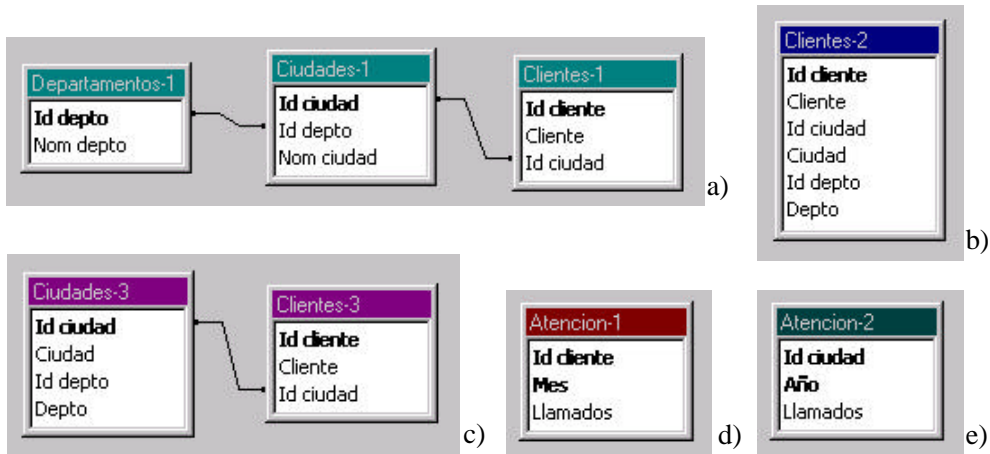 Departamentos-1
Id depto
Nom depto
Ciudades-1
Id ciudad
Id depto
Nom ciudad
Clientes-1
Id cliente
Cliente
Id ciudad
a)
Clientes-2
Id cliente
Cliente
Id ciudad
Ciudad
Id depto
Depto
b)
Ciudades-3
Id ciudad
Ciudad
Id depto
Depto
Clientes-3
Id cliente
Cliente
Id ciudad
c)
Atencion-1
Id cliente
Mes
Llamados
d)
Atencion-2
Id ciudad
Año
Llamados
e)